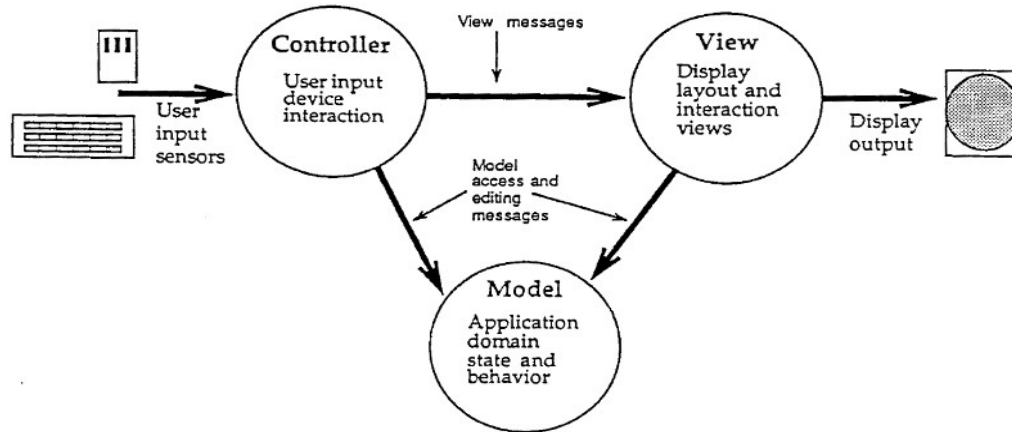 View messages
Controller
User input
device
interaction
View
Display
layout and
interaction
views
User
input
sensors
Display
output
Model
access and
editing
messages
Model
Application
domain
state and
behavior